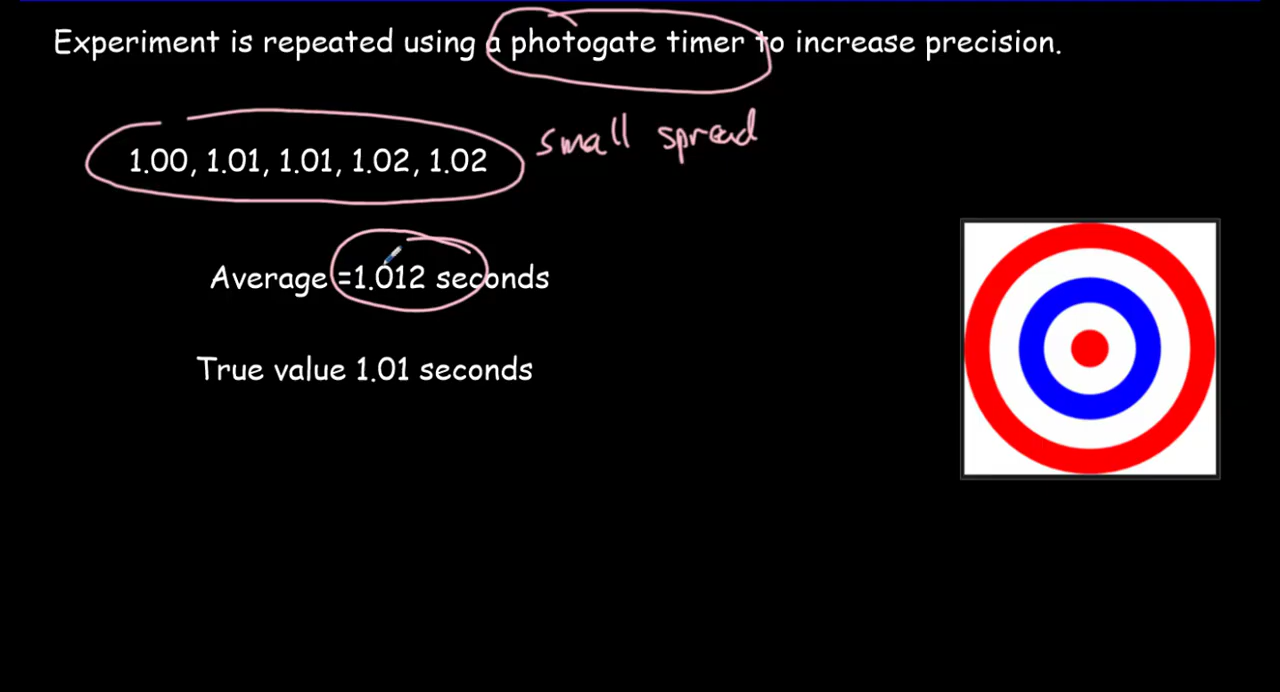 Experiment is repeated using a photogate timer to increase precision.
small spread
1.00, 1.01, 1.01, 1.02, 1.02
Average =1.012 seconds
True value 1.01 seconds